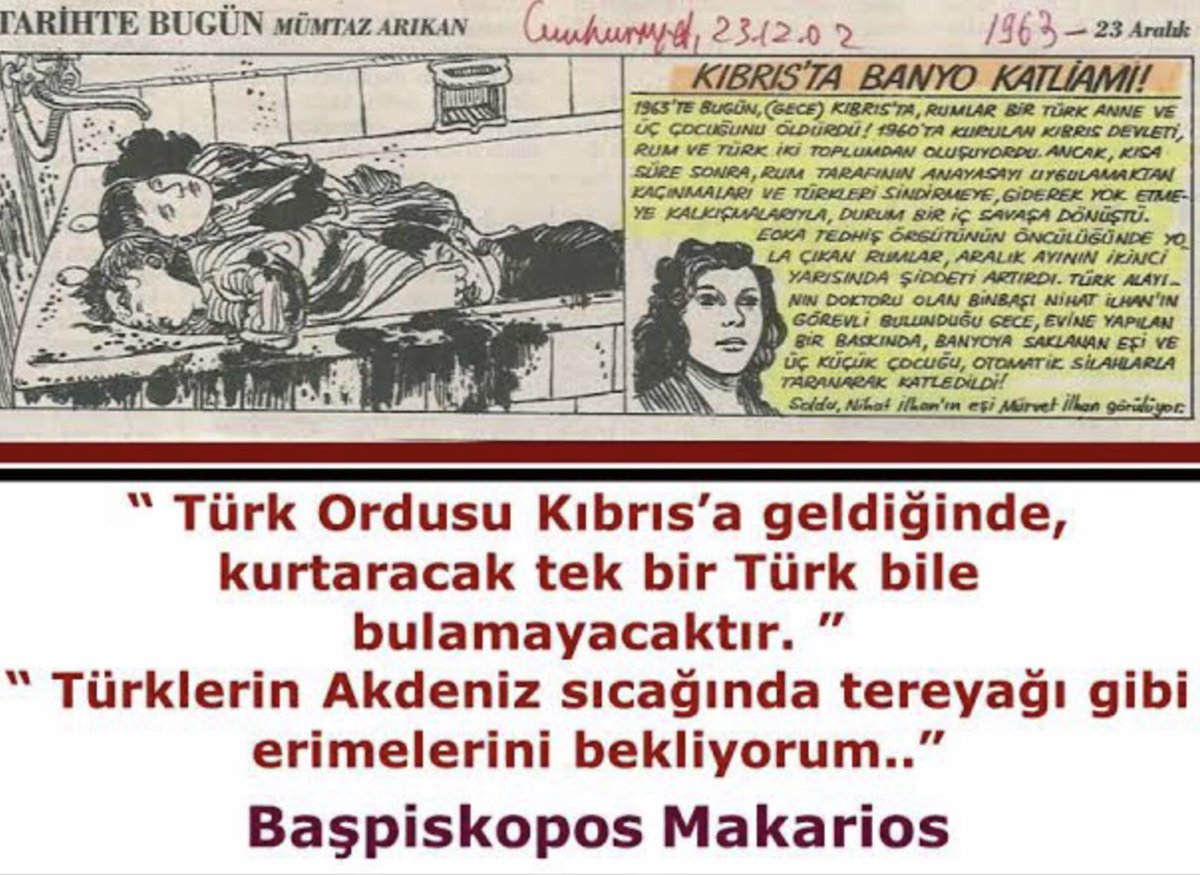 TARİHTE BUGÜN MÜMTAZ ARIKAN
Cumhuriyet, 23.12.02
1963 – 23 Aralık
KIBRIS'TA BANYO KATLİAMI!
1963'TE BUGÜN, (GECE) KIBRIS'TA, RUMLAR BİR TÜRK ANNE VE
ÜÇ ÇOCUĞUNU ÖLDÜRDÜ! 1960'TA KURULAN KIBRIS DEVLETİ,
RUM VE TÜRK İKİ TOPLUMDAN OLUŞUYORDU. ANCAK, KISA
SÜRE SONRA, RUM TARAFININ ANAYASAYI UYGULAMAKTAN
KAÇINMALARI VE TÜRKLERİ SİNDİRMEYE, GİDEREK YOK ETME-
YE KALKIŞMALARIYLA, DURUM BİR İÇ SAVAŞA DÖNÜŞTÜ.
EOKA TEDHİŞ ÖRGÜTÜNÜN ÖNCÜLÜĞÜNDE YO-
LA ÇIKAN RUMLAR, ARALIK AYININ İKİNCİ
YARISINDA ŞİDDETİ ARTIRDI. TÜRK ALAYI-
NIN DOKTORU OLAN BİNBAŞI NİHAT İLHAN'IN
GÖREVLİ BULUNDUĞU GECE, EVİNE YAPILAN
BİR BASKINDA, BANYOYA SAKLANAN EŞİ VE
ÜÇ KÜÇÜK ÇOCUĞU, OTOMATİK SİLAHLARLA
TARANARAK KATLEDİLDİ!
Solda, Nihat İlhan'ın eşi Mürvet İlhan görülüyor.
“ Türk Ordusu Kıbrıs’a geldiğinde,
kurtaracak tek bir Türk bile
bulamayacaktır. ”
“ Türklerin Akdeniz sıcağında tereyağı gibi
erimelerini bekliyorum..”
Başpiskopos Makarios